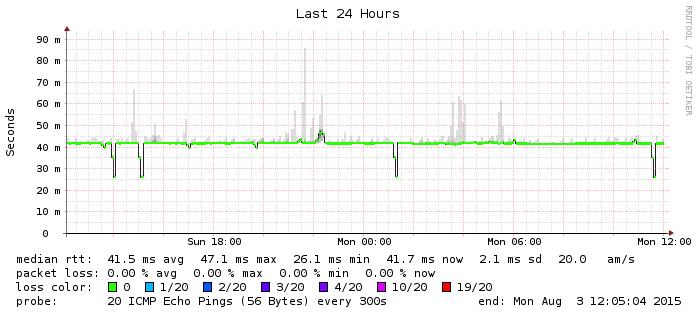 Last 24 Hours
RRDTOOL / TOBI OETIKER
Seconds
90 m
80 m
70 m
60 m
50 m
40 m
30 m
20 m
10 m
0
Sun 18:00 Mon 00:00 Mon 06:00 Mon 12:00
median rtt: 41.5 ms avg 47.1 ms max 26.1 ms min 41.7 ms now 2.1 ms sd 20.0 am/s
packet loss: 0.00 % avg 0.00 % max 0.00 % min 0.00 % now
loss color: 0 1/20 2/20 3/20 4/20 10/20 19/20
probe: 20 ICMP Echo Pings (56 Bytes) every 300s end: Mon Aug 3 12:05:04 2015